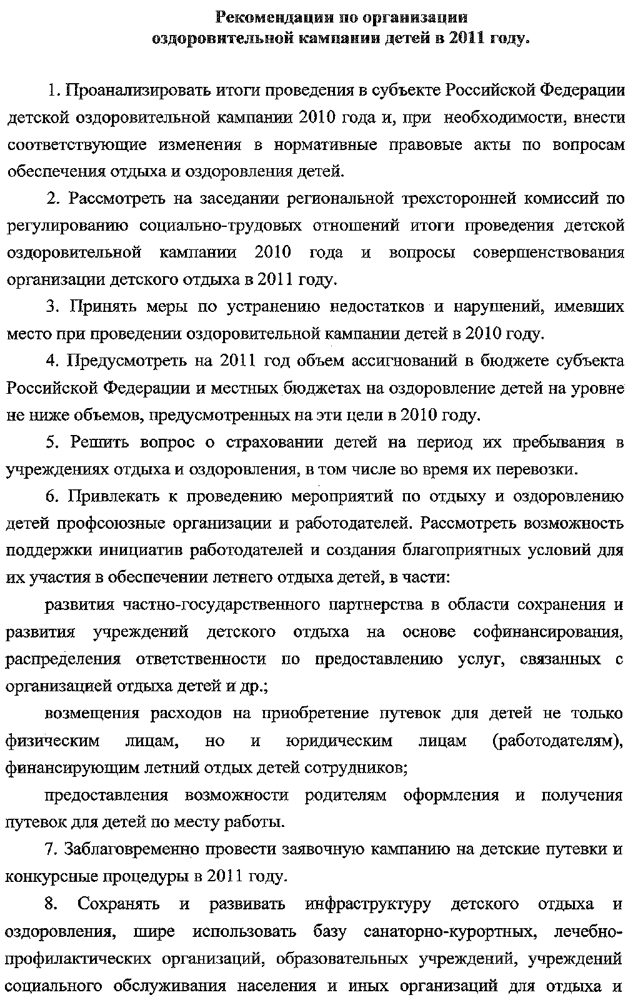 Рекомендации по организации
оздоровительной кампании детей в 2011 году.
1. Проанализировать итоги проведения в субъекте Российской Федерации
детской оздоровительной кампании 2010 года и, при необходимости, внести
соответствующие изменения в нормативные правовые акты по вопросам
обеспечения отдыха и оздоровления детей.
2. Рассмотреть на заседании региональной трехсторонней комиссий по
регулированию социально-трудовых отношений итоги проведения детской
оздоровительной кампании 2010 года и вопросы совершенствования
организации детского отдыха в 2011 году.
3. Принять меры по устранению недостатков и нарушений, имевших
место при проведении оздоровительной кампании детей в 2010 году.
4. Предусмотреть на 2011 год объем ассигнований в бюджете субъекта
Российской Федерации и местных бюджетах на оздоровление детей на уровне
не ниже объемов, предусмотренных на эти цели в 2010 году.
5. Решить вопрос о страховании детей на период их пребывания в
учреждениях отдыха и оздоровления, в том числе во время их перевозки.
6. Привлекать к проведению мероприятий по отдыху и оздоровлению
детей профсоюзные организации и работодателей. Рассмотреть возможность
поддержки инициатив работодателей и создания благоприятных условий для
их участия в обеспечении летнего отдыха детей, в части:
развития частно-государственного партнерства в области сохранения и
развития учреждений детского отдыха на основе софинансирования,
распределения ответственности по предоставлению услуг, связанных с
организацией отдыха детей и др.;
возмещения расходов на приобретение путевок для детей не только
физическим лицам, но и юридическим лицам (работодателям),
финансирующим летний отдых детей сотрудников;
предоставления возможности родителям оформления и получения
путевок для детей по месту работы.
7. Заблаговременно провести заявочную кампанию на детские путевки и
конкурсные процедуры в 2011 году.
8. Сохранять и развивать инфраструктуру детского отдыха и
оздоровления, шире использовать базу санаторно-курортных, лечебно-
профилактических организаций, образовательных учреждений, учреждений
социального обслуживания населения и иных организаций для отдыха и